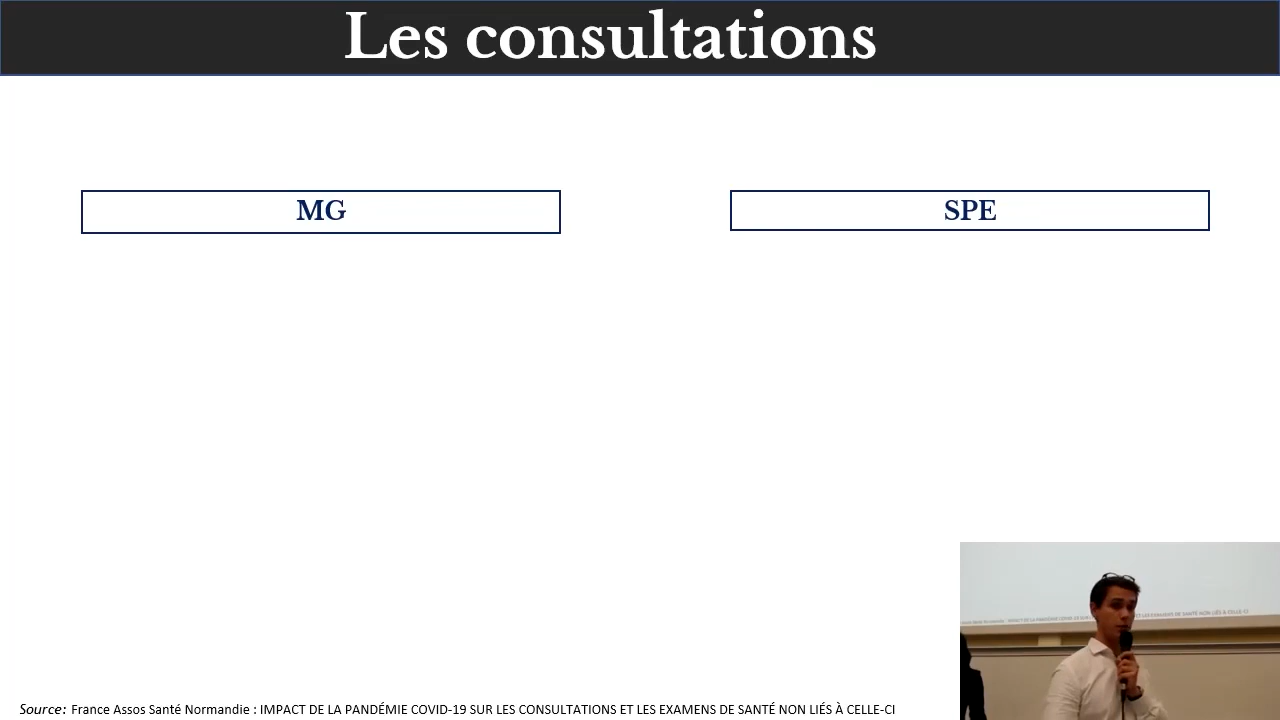 Les consultations
MG
SPE
Source: France Assos Santé Normandie : IMPACT DE LA PANDÉMIE COVID-19 SUR LES CONSULTATIONS ET LES EXAMENS DE SANTÉ NON LIÉS À CELLE-CI